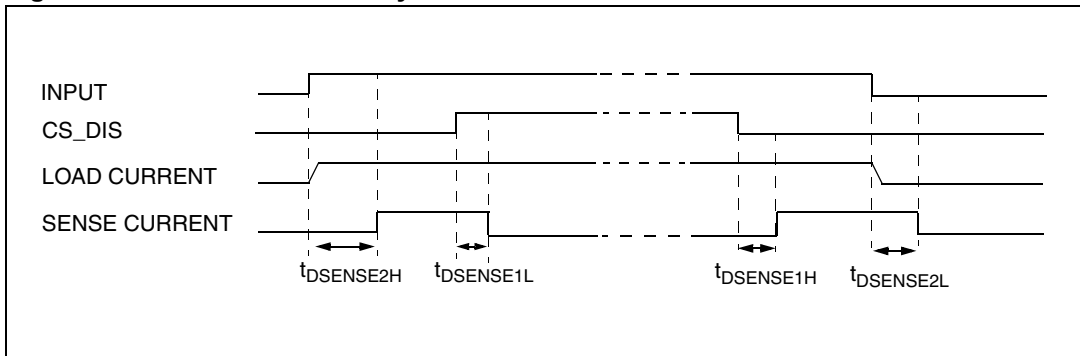 INPUT
CS_DIS
LOAD CURRENT
SENSE CURRENT
tDSENSE2H
tDSENSE1L
tDSENSE1H
tDSENSE2L